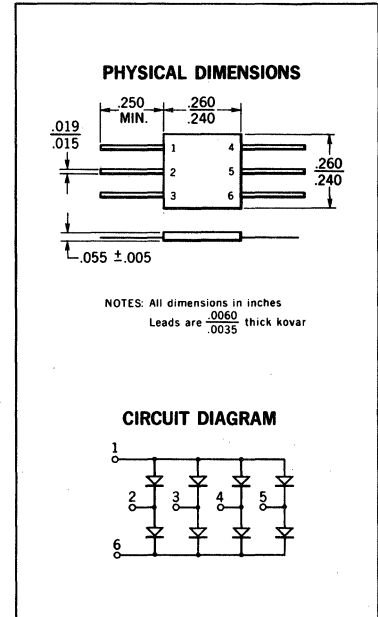 PHYSICAL DIMENSIONS
.250 MIN.
.260 / .240
.019 / .015
1 4
2 5
3 6
.260 / .240
.055 ±.005
NOTES: All dimensions in inches
Leads are .0060 / .0035 thick kovar
CIRCUIT DIAGRAM
1
2 3 4 5
6